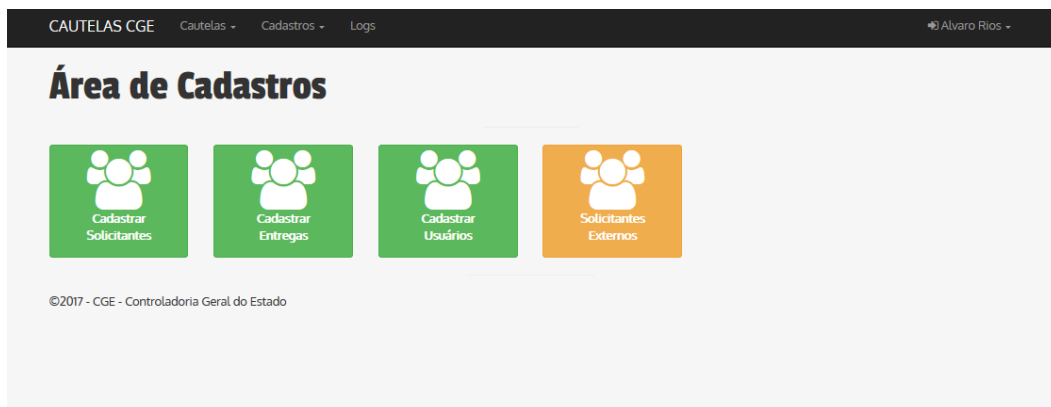 CAUTELAS CGE Cautelas Cadastros Logs Alvaro Rios
Área de Cadastros
Cadastrar
Solicitantes
Cadastrar
Entregas
Cadastrar
Usuários
Solicitantes
Externos
©2017 - CGE - Controladoria Geral do Estado